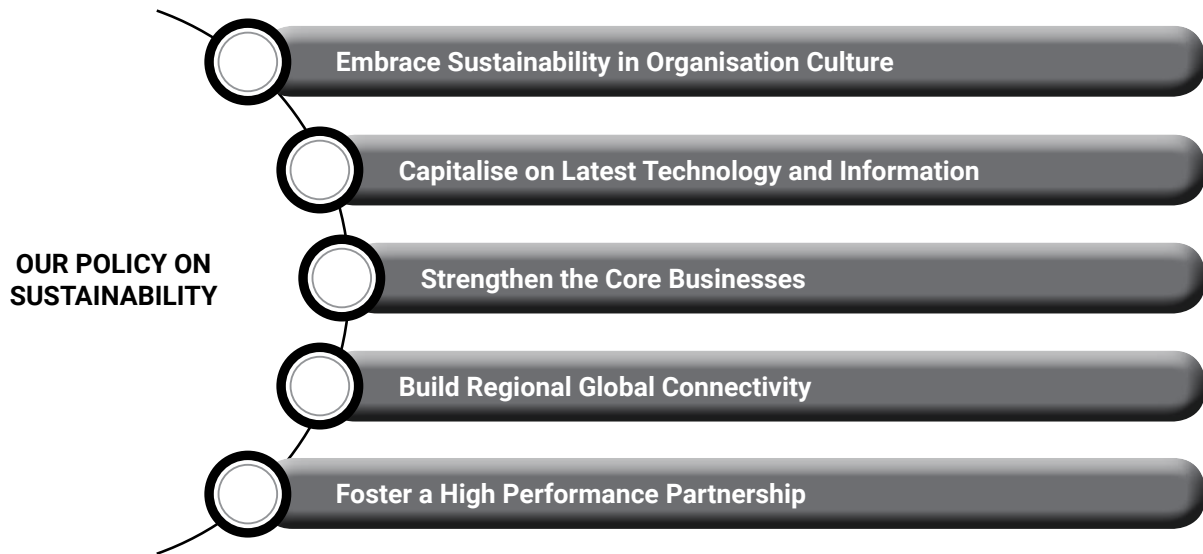 Embrace Sustainability in Organisation Culture
Capitalise on Latest Technology and Information
OUR POLICY ON
SUSTAINABILITY
Strengthen the Core Businesses
Build Regional Global Connectivity
Foster a High Performance Partnership